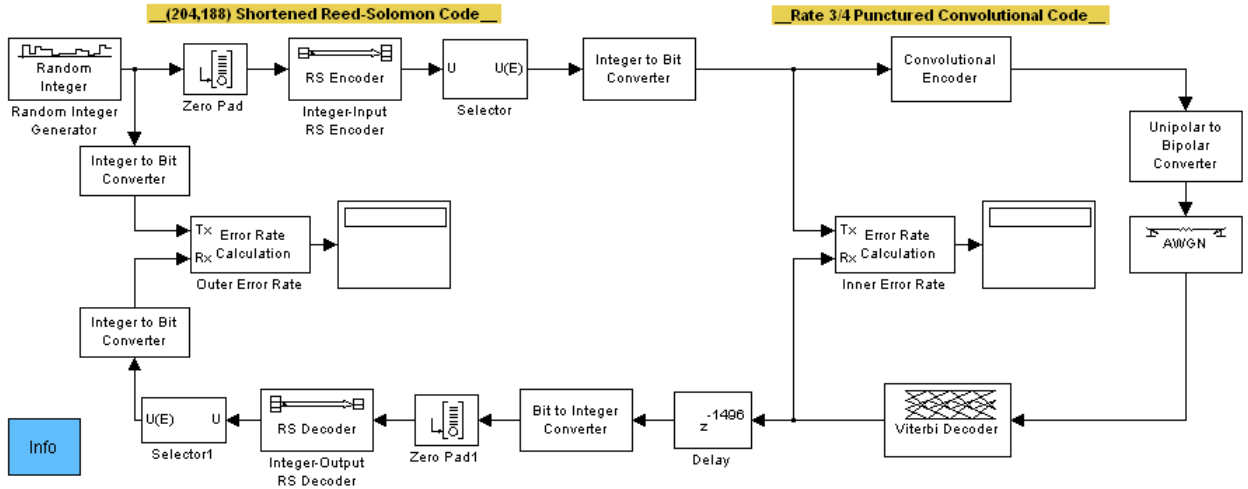 __(204,188) Shortened Reed-Solomon Code__
__Rate 3/4 Punctured Convolutional Code__
Random
Integer
Random Integer
Generator
Zero Pad
RS Encoder
Integer-Input
RS Encoder
U U(E)
Selector
Integer to Bit
Converter
Convolutional
Encoder
Unipolar to
Bipolar
Converter
Integer to Bit
Converter
Tx
Rx
Error Rate
Calculation
Outer Error Rate
Tx
Rx
Error Rate
Calculation
Inner Error Rate
AWGN
Integer to Bit
Converter
U(E) U
Selector1
RS Decoder
Integer-Output
RS Decoder
Zero Pad1
Bit to Integer
Converter
z-1496
Delay
Viterbi Decoder
Info